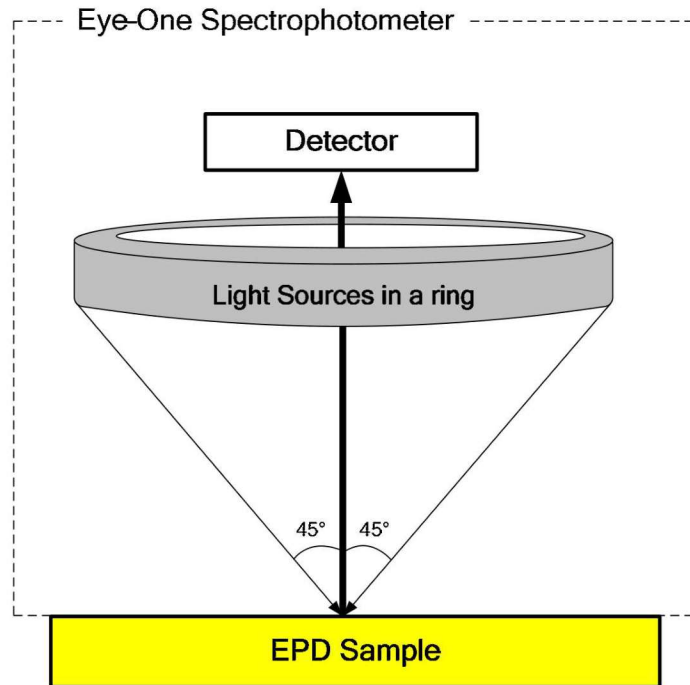 Eye-One Spectrophotometer
Detector
Light Sources in a ring
45° 45°
EPD Sample